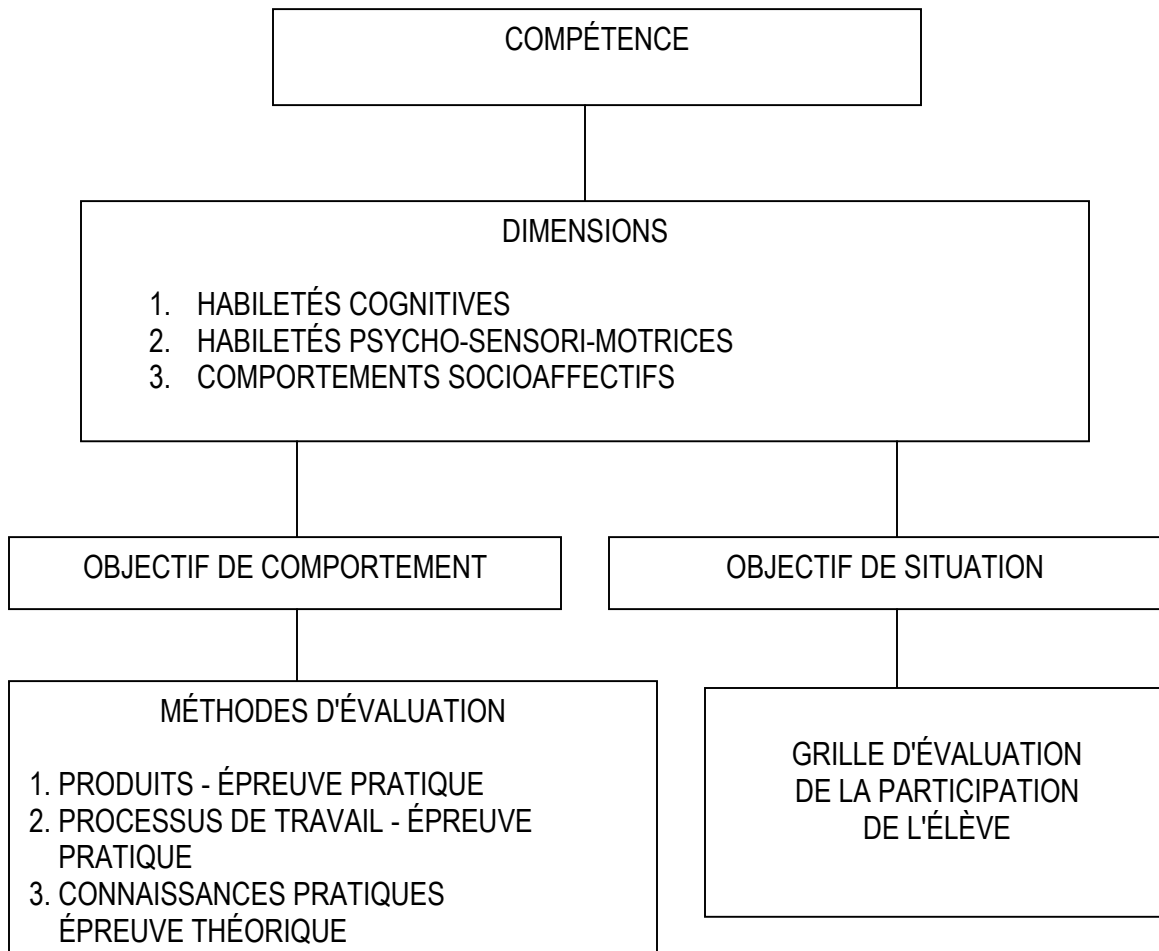 COMPÉTENCE
DIMENSIONS
1. HABILETÉS COGNITIVES
2. HABILETÉS PSYCHO-SENSORI-MOTRICES
3. COMPORTEMENTS SOCIOAFFECTIFS
OBJECTIF DE COMPORTEMENT
OBJECTIF DE SITUATION
MÉTHODES D'ÉVALUATION
1. PRODUITS - ÉPREUVE PRATIQUE
2. PROCESSUS DE TRAVAIL - ÉPREUVE
PRATIQUE
3. CONNAISSANCES PRATIQUES
ÉPREUVE THÉORIQUE
GRILLE D'ÉVALUATION
DE LA PARTICIPATION
DE L'ÉLÈVE